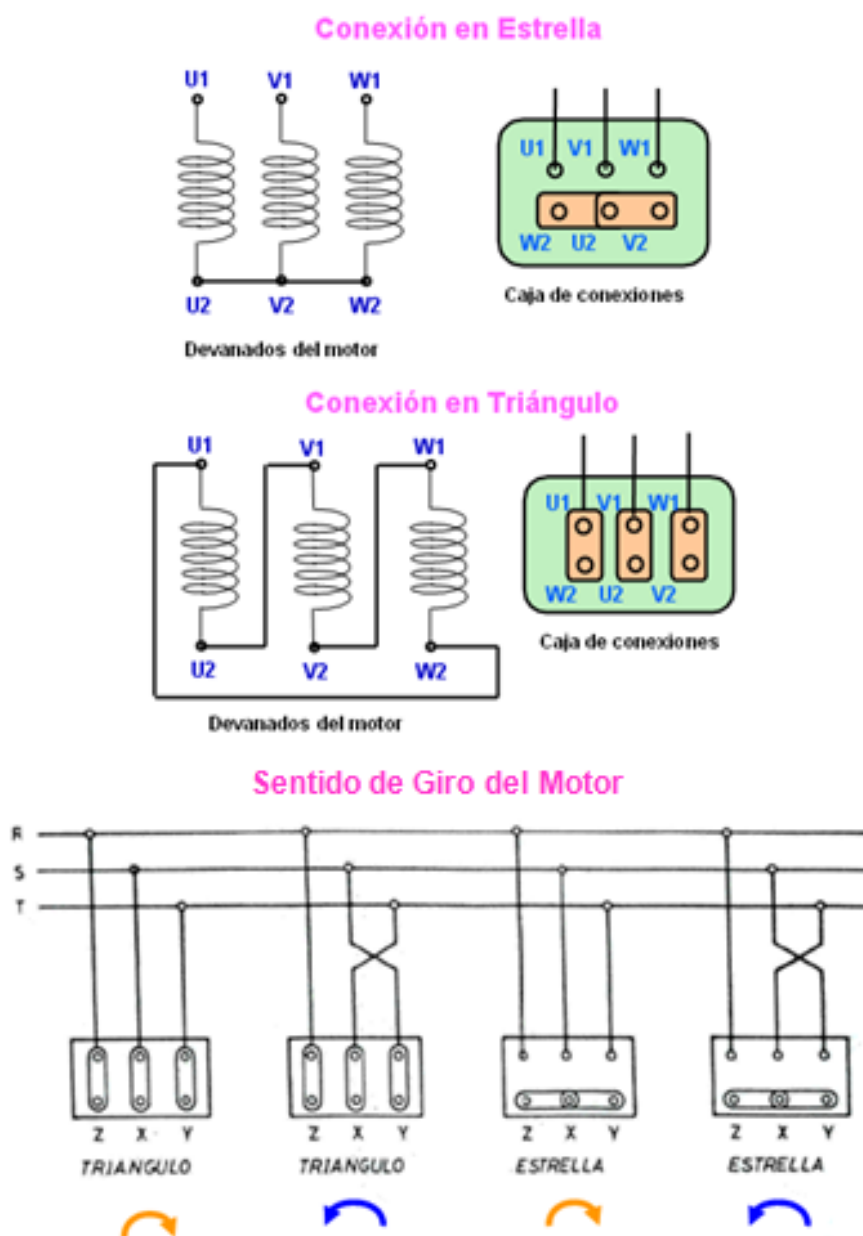 Conexión en Estrella
U1 V1 W1
U1 V1 W1
W2 U2 V2
U2 V2 W2
Caja de conexiones
Devanados del motor
Conexión en Triángulo
U1 V1 W1
U1 V1 W1
W2 U2 V2
U2 V2 W2
Caja de conexiones
Devanados del motor
Sentido de Giro del Motor
R
S
T
Z X Y Z X Y Z X Y Z X Y
TRIANGULO TRIANGULO ESTRELLA ESTRELLA